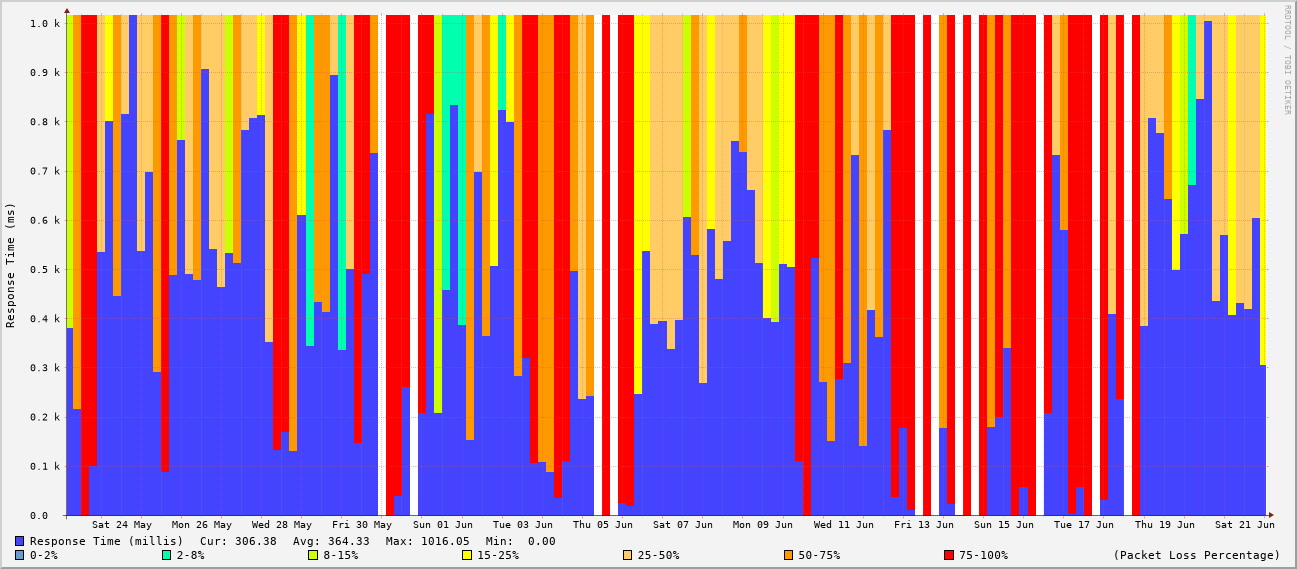 1.0 k
0.9 k
0.8 k
0.7 k
0.6 k
0.5 k
0.4 k
0.3 k
0.2 k
0.1 k
0.0
Response Time (ms)
RRDTOOL / TOBI OETIKER
Sat 24 May Mon 26 May Wed 28 May Fri 30 May Sun 01 Jun Tue 03 Jun Thu 05 Jun Sat 07 Jun Mon 09 Jun Wed 11 Jun Fri 13 Jun Sun 15 Jun Tue 17 Jun Thu 19 Jun Sat 21 Jun
Response Time (millis) Cur: 306.38 Avg: 364.33 Max: 1016.05 Min: 0.00
0-2% 2-8% 8-15% 15-25% 25-50% 50-75% 75-100% (Packet Loss Percentage)